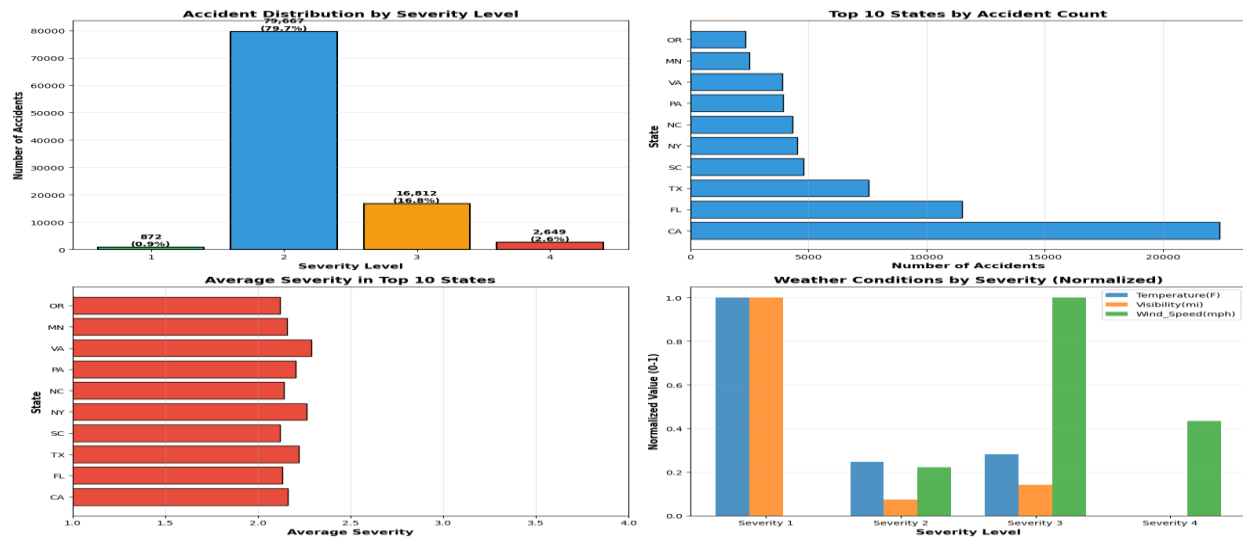 Accident Distribution by Severity Level
Number of Accidents
80000
70000
60000
50000
40000
30000
20000
10000
0
872
(0.9%)
79,667
(79.7%)
16,812
(16.8%)
2,649
(2.6%)
1 2 3 4
Severity Level
Top 10 States by Accident Count
State
OR
MN
VA
PA
NC
NY
SC
TX
FL
CA
0 5000 10000 15000 20000
Number of Accidents
Average Severity in Top 10 States
State
OR
MN
VA
PA
NC
NY
SC
TX
FL
CA
1.0 1.5 2.0 2.5 3.0 3.5 4.0
Average Severity
Weather Conditions by Severity (Normalized)
Normalized Value (0-1)
1.0
0.8
0.6
0.4
0.2
0.0
Temperature(F)
Visibility(mi)
Wind_Speed(mph)
Severity 1 Severity 2 Severity 3 Severity 4
Severity Level